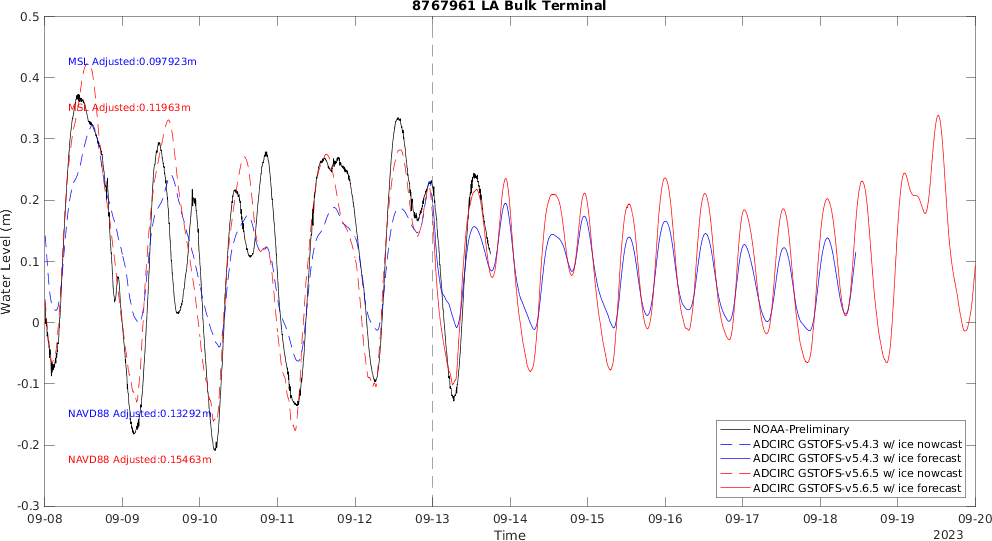 8767961 LA Bulk Terminal
0.5
0.4
0.3
0.2
0.1
0
-0.1
-0.2
-0.3
Water Level (m)
MSL Adjusted:0.097923m
MSL Adjusted:0.11963m
NAVD88 Adjusted:0.13292m
NAVD88 Adjusted:0.15463m
NOAA-Preliminary
ADCIRC GSTOFS-v5.4.3 w/ ice nowcast
ADCIRC GSTOFS-v5.4.3 w/ ice forecast
ADCIRC GSTOFS-v5.6.5 w/ ice nowcast
ADCIRC GSTOFS-v5.6.5 w/ ice forecast
09-08 09-09 09-10 09-11 09-12 09-13 09-14 09-15 09-16 09-17 09-18 09-19 09-20
Time
2023